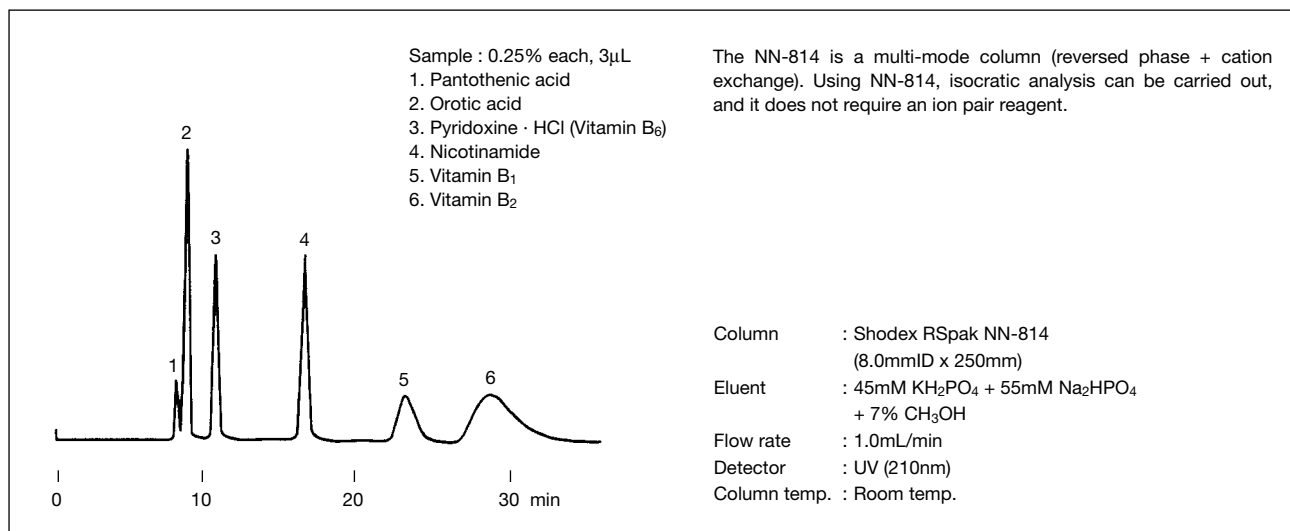 Sample : 0.25% each, 3μL
1. Pantothenic acid
2. Orotic acid
3. Pyridoxine · HCl (Vitamin B₆)
4. Nicotinamide
5. Vitamin B₁
6. Vitamin B₂
The NN-814 is a multi-mode column (reversed phase + cation
exchange). Using NN-814, isocratic analysis can be carried out,
and it does not require an ion pair reagent.
2
3
4
1
5
6
0 10 20 30 min
Column : Shodex RSpak NN-814
(8.0mmID x 250mm)
Eluent : 45mM KH₂PO₄ + 55mM Na₂HPO₄
+ 7% CH₃OH
Flow rate : 1.0mL/min
Detector : UV (210nm)
Column temp. : Room temp.